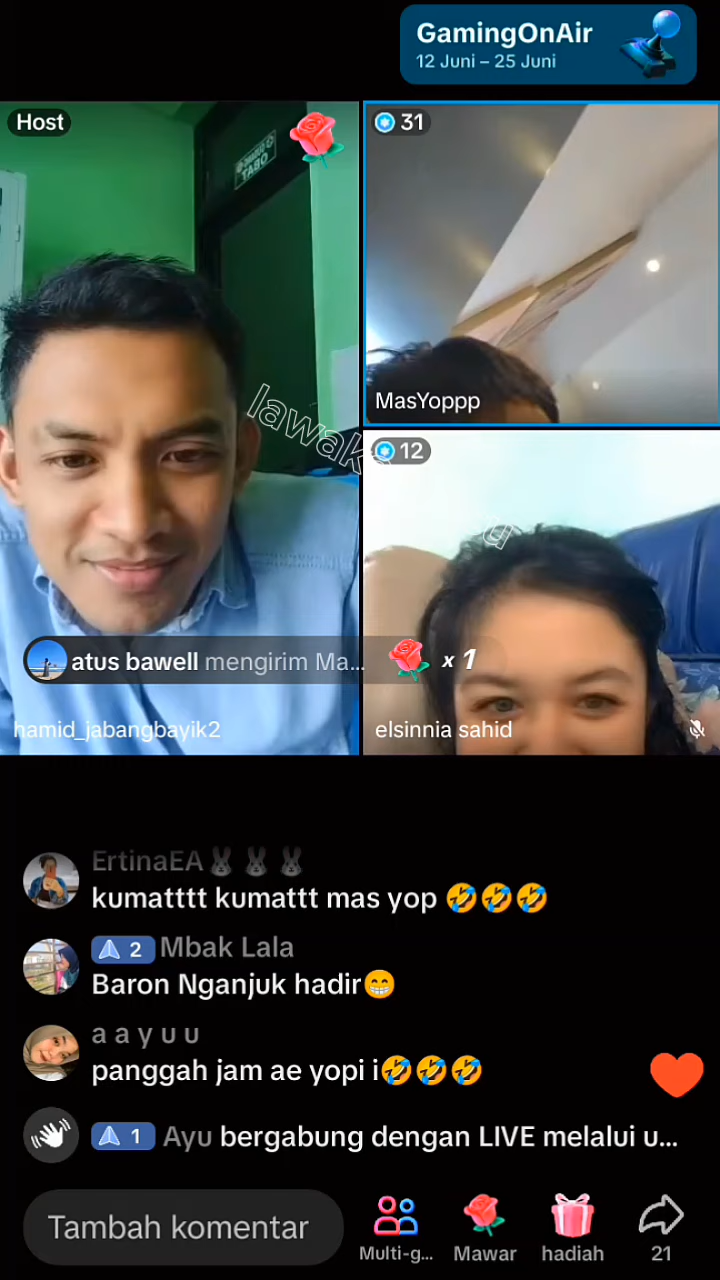 GamingOnAir
12 Juni – 25 Juni
Host
31
MasYoppp
lawak
12
atus bawell mengirim Ma...
x 1
hamid_jabangbayik2
elsinnia sahid
ErtinaEA🐰🐰🐰
kumatttt kumattt mas yop 🤣🤣🤣
2 Mbak Lala
Baron Nganjuk hadir😁
a a y u u
panggah jam ae yopi i🤣🤣🤣
1 Ayu bergabung dengan LIVE melalui u...
Tambah komentar
Multi-g...
Mawar
hadiah
21